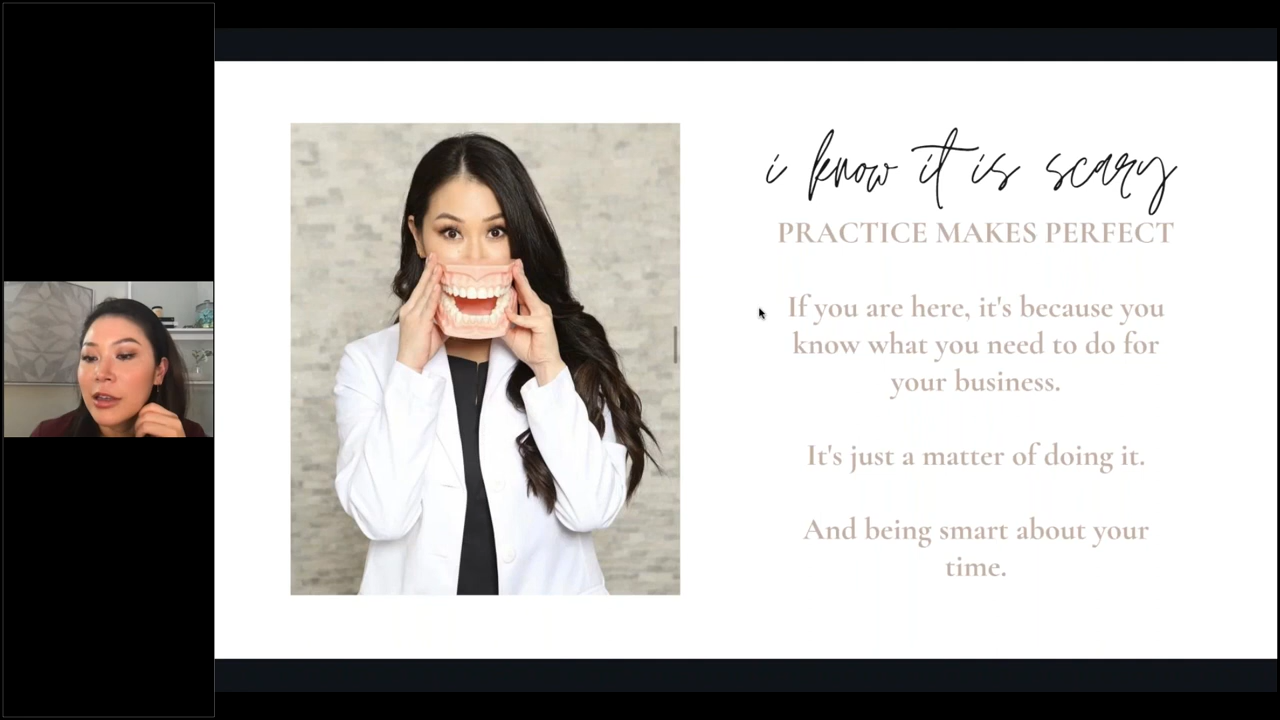 i know it is scary
PRACTICE MAKES PERFECT
If you are here, it's because you
know what you need to do for
your business.
It's just a matter of doing it.
And being smart about your
time.